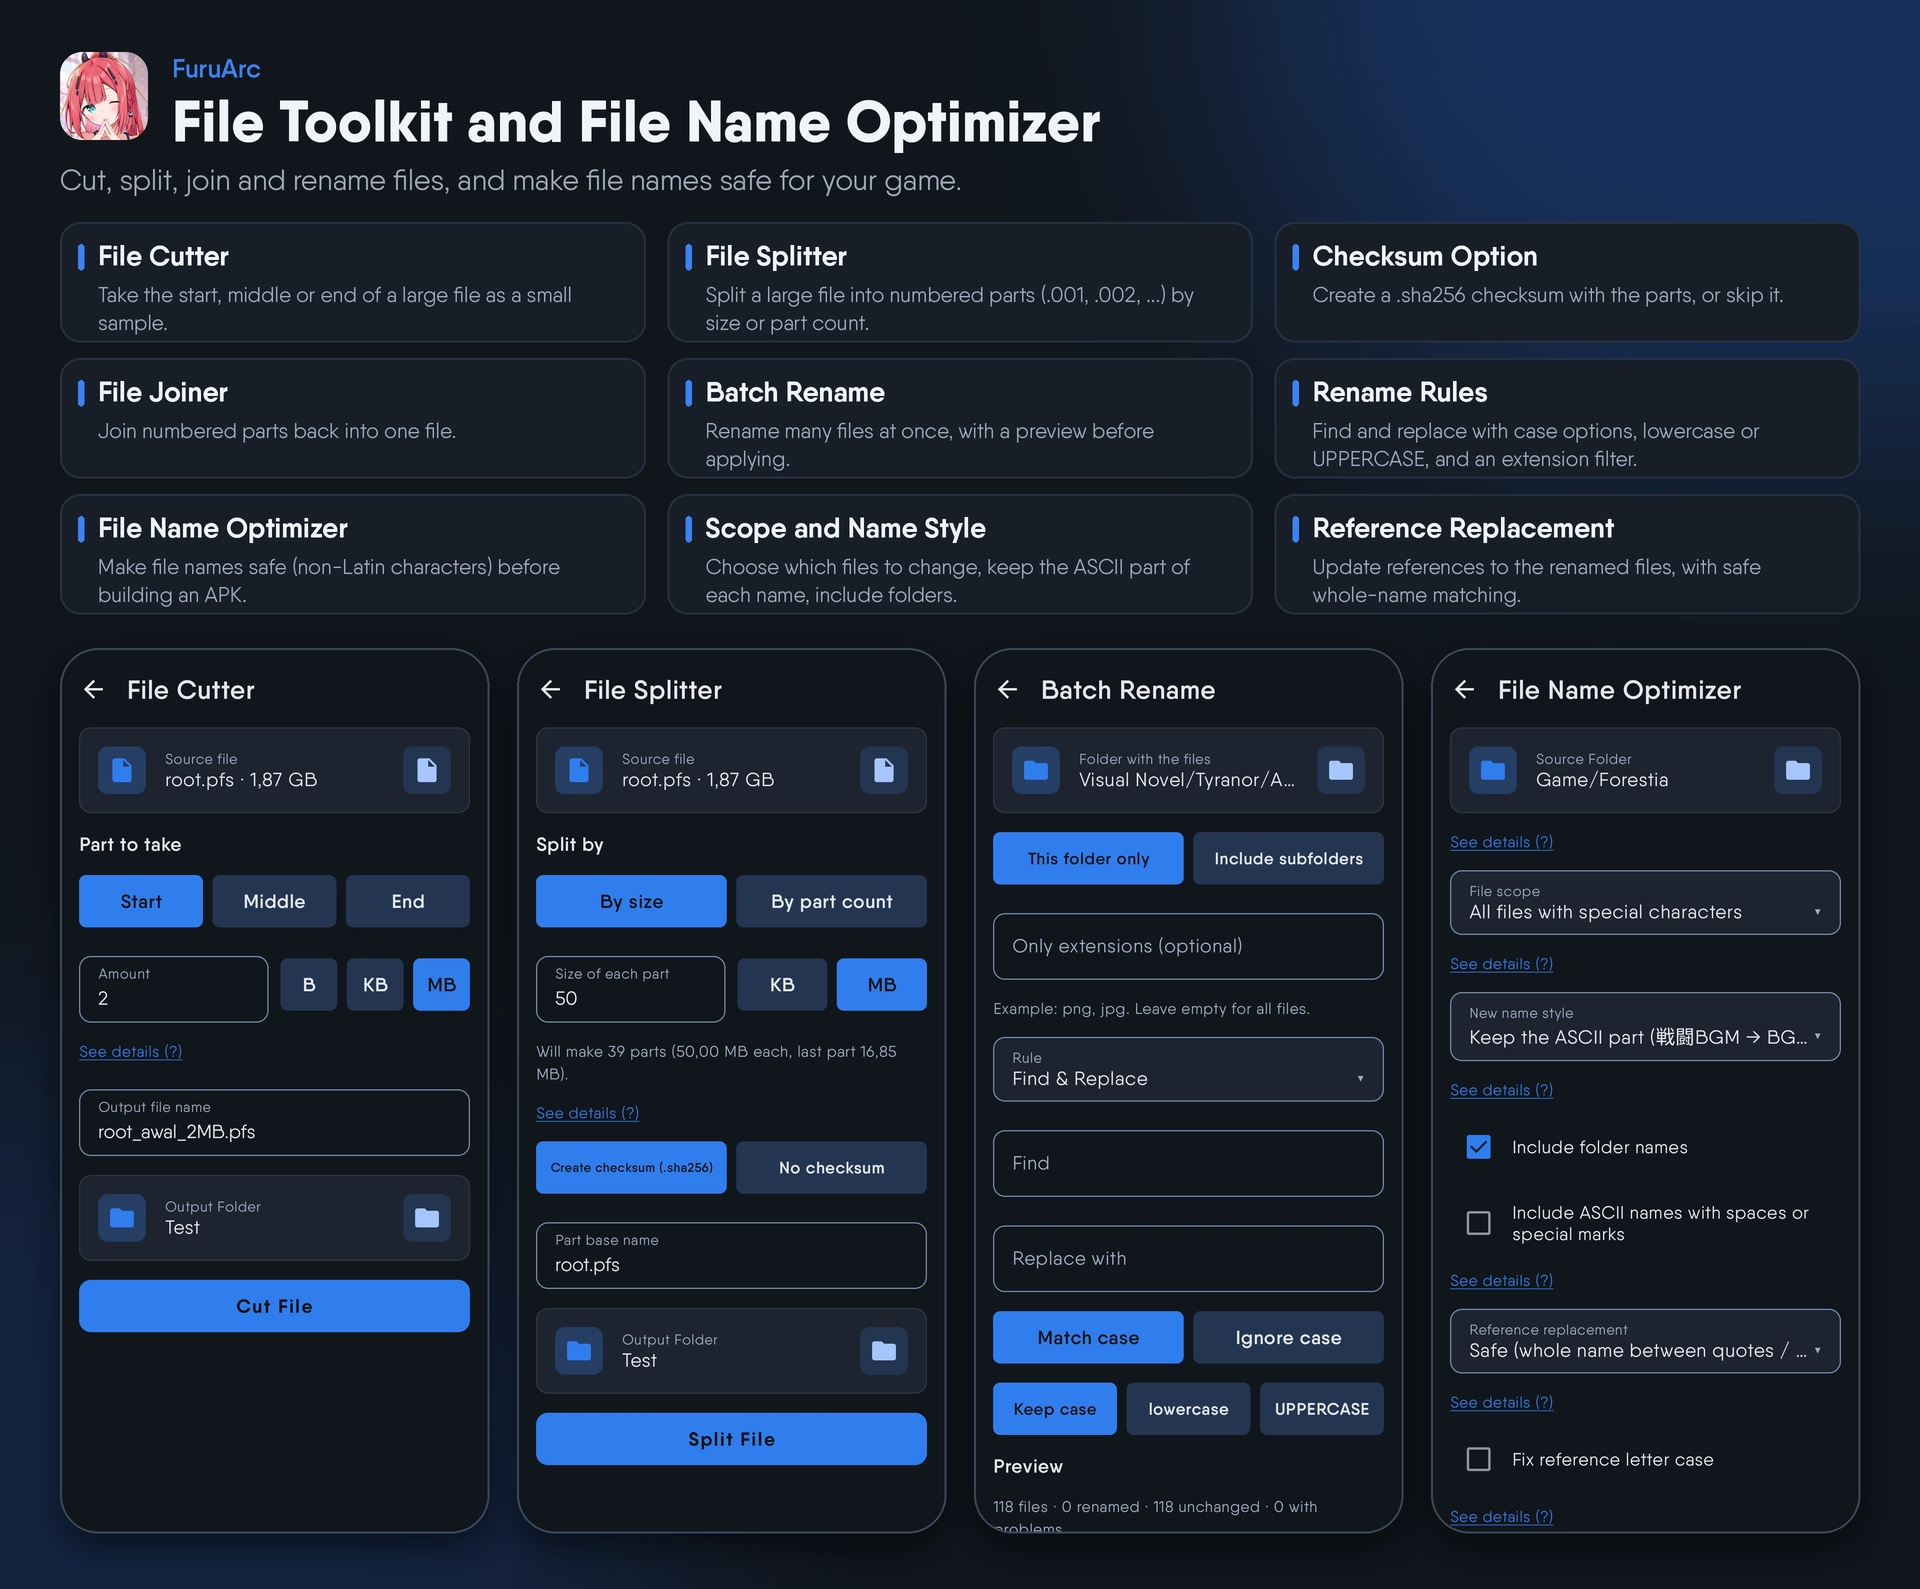 FuruArc
File Toolkit and File Name Optimizer
Cut, split, join and rename files, and make file names safe for your game.
File Cutter
Take the start, middle or end of a large file as a small
sample.
File Splitter
Split a large file into numbered parts (.001, .002, ...) by
size or part count.
Checksum Option
Create a .sha256 checksum with the parts, or skip it.
File Joiner
Join numbered parts back into one file.
Batch Rename
Rename many files at once, with a preview before
applying.
Rename Rules
Find and replace with case options, lowercase or
UPPERCASE, and an extension filter.
File Name Optimizer
Make file names safe (non-Latin characters) before
building an APK.
Scope and Name Style
Choose which files to change, keep the ASCII part of
each name, include folders.
Reference Replacement
Update references to the renamed files, with safe
whole-name matching.
File Cutter
Source file
root.pfs · 1,87 GB
Part to take
Start
Middle
End
Amount
2
B
KB
MB
See details (?)
Output file name
root_awal_2MB.pfs
Output Folder
Test
Cut File
File Splitter
Source file
root.pfs · 1,87 GB
Split by
By size
By part count
Size of each part
50
KB
MB
Will make 39 parts (50,00 MB each, last part 16,85
MB).
See details (?)
Create checksum (.sha256)
No checksum
Part base name
root.pfs
Output Folder
Test
Split File
Batch Rename
Folder with the files
Visual Novel/Tyranor/A...
This folder only
Include subfolders
Only extensions (optional)
Example: png, jpg. Leave empty for all files.
Rule
Find & Replace
Find
Replace with
Match case
Ignore case
Keep case
lowercase
UPPERCASE
Preview
118 files · 0 renamed · 118 unchanged · 0 with
problems
File Name Optimizer
Source Folder
Game/Forestia
See details (?)
File scope
All files with special characters
See details (?)
New name style
Keep the ASCII part (戦闘BGM → BG...
See details (?)
Include folder names
Include ASCII names with spaces or
special marks
See details (?)
Reference replacement
Safe (whole name between quotes / ...
See details (?)
Fix reference letter case
See details (?)